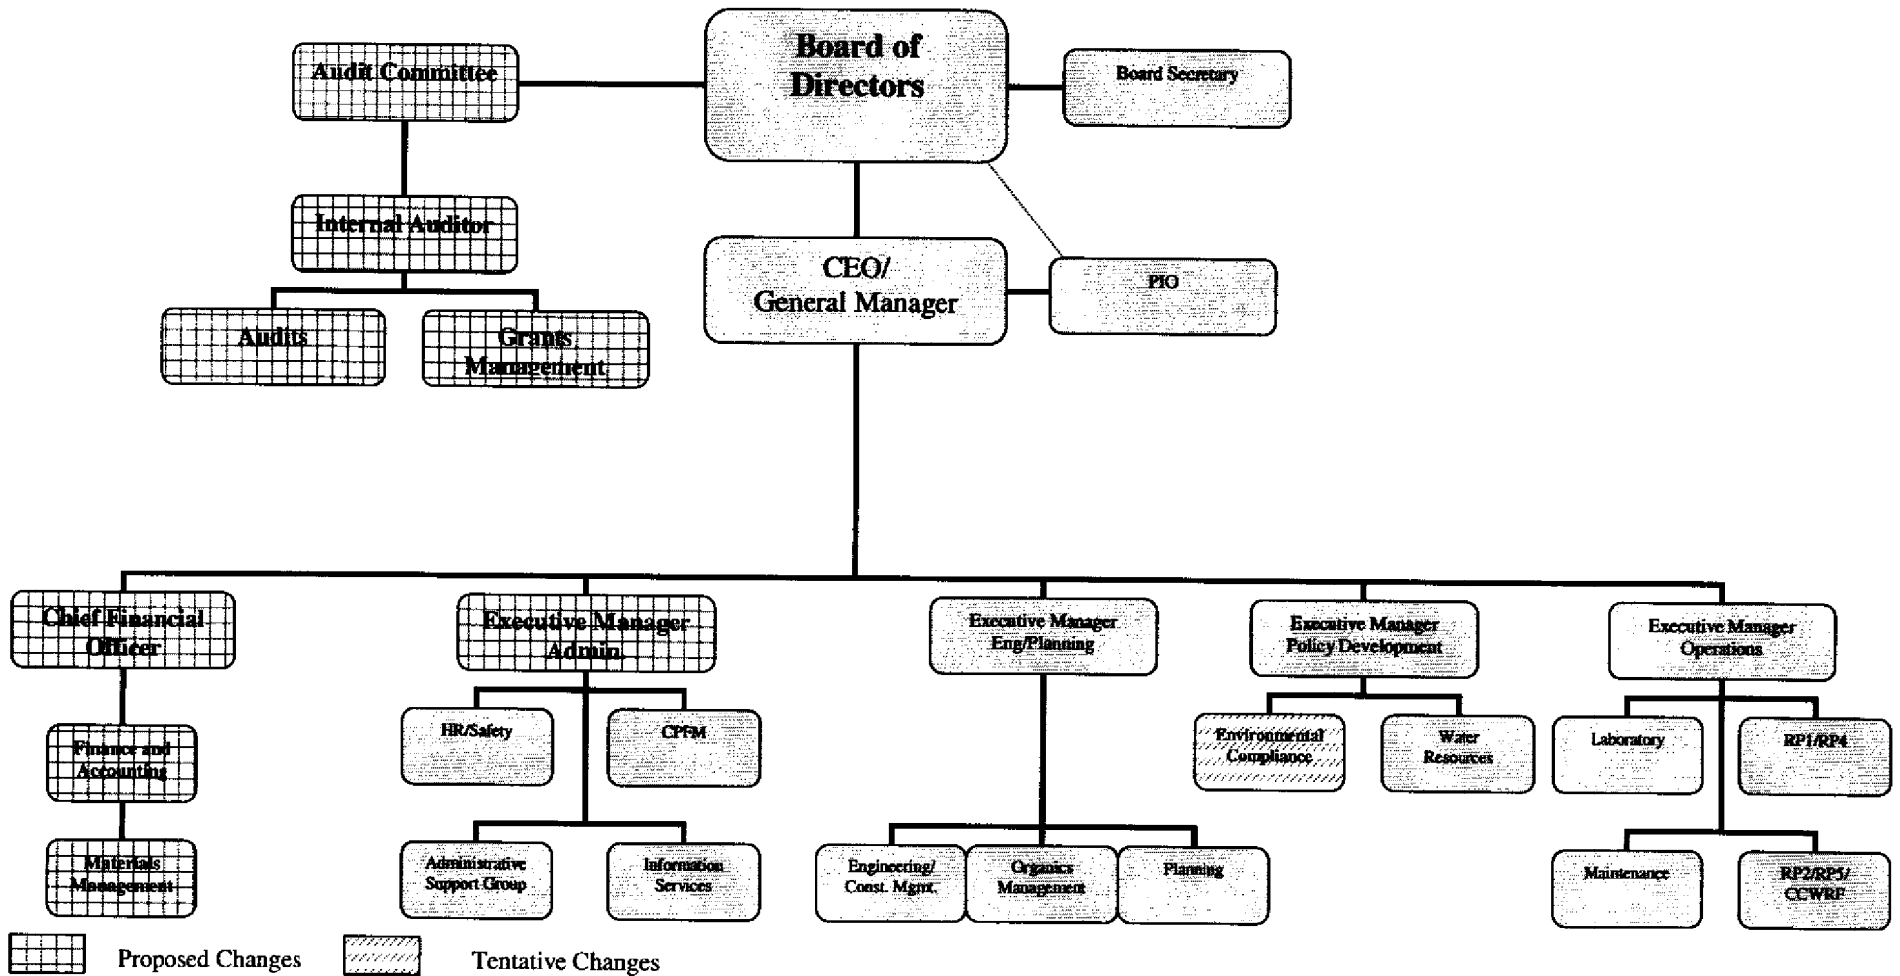 Board of
Directors
Audit Committee
Board Secretary
Internal Auditor
CEO/
General Manager
PIO
Audits
Grants
Management
Chief Financial
Officer
Executive Manager
Admin.
Executive Manager
Eng/Planning
Executive Manager
Policy Development
Executive Manager
Operations
Finance and
Accounting
HR/Safety
CPFM
Environmental
Compliance
Water
Resources
Laboratory
RP1/RP4
Materials
Management
Administrative
Support Group
Information
Services
Engineering/
Const. Mgmt.
Organics
Management
Planning
Maintenance
RP2/RP5/
CCWRF
Proposed Changes
Tentative Changes